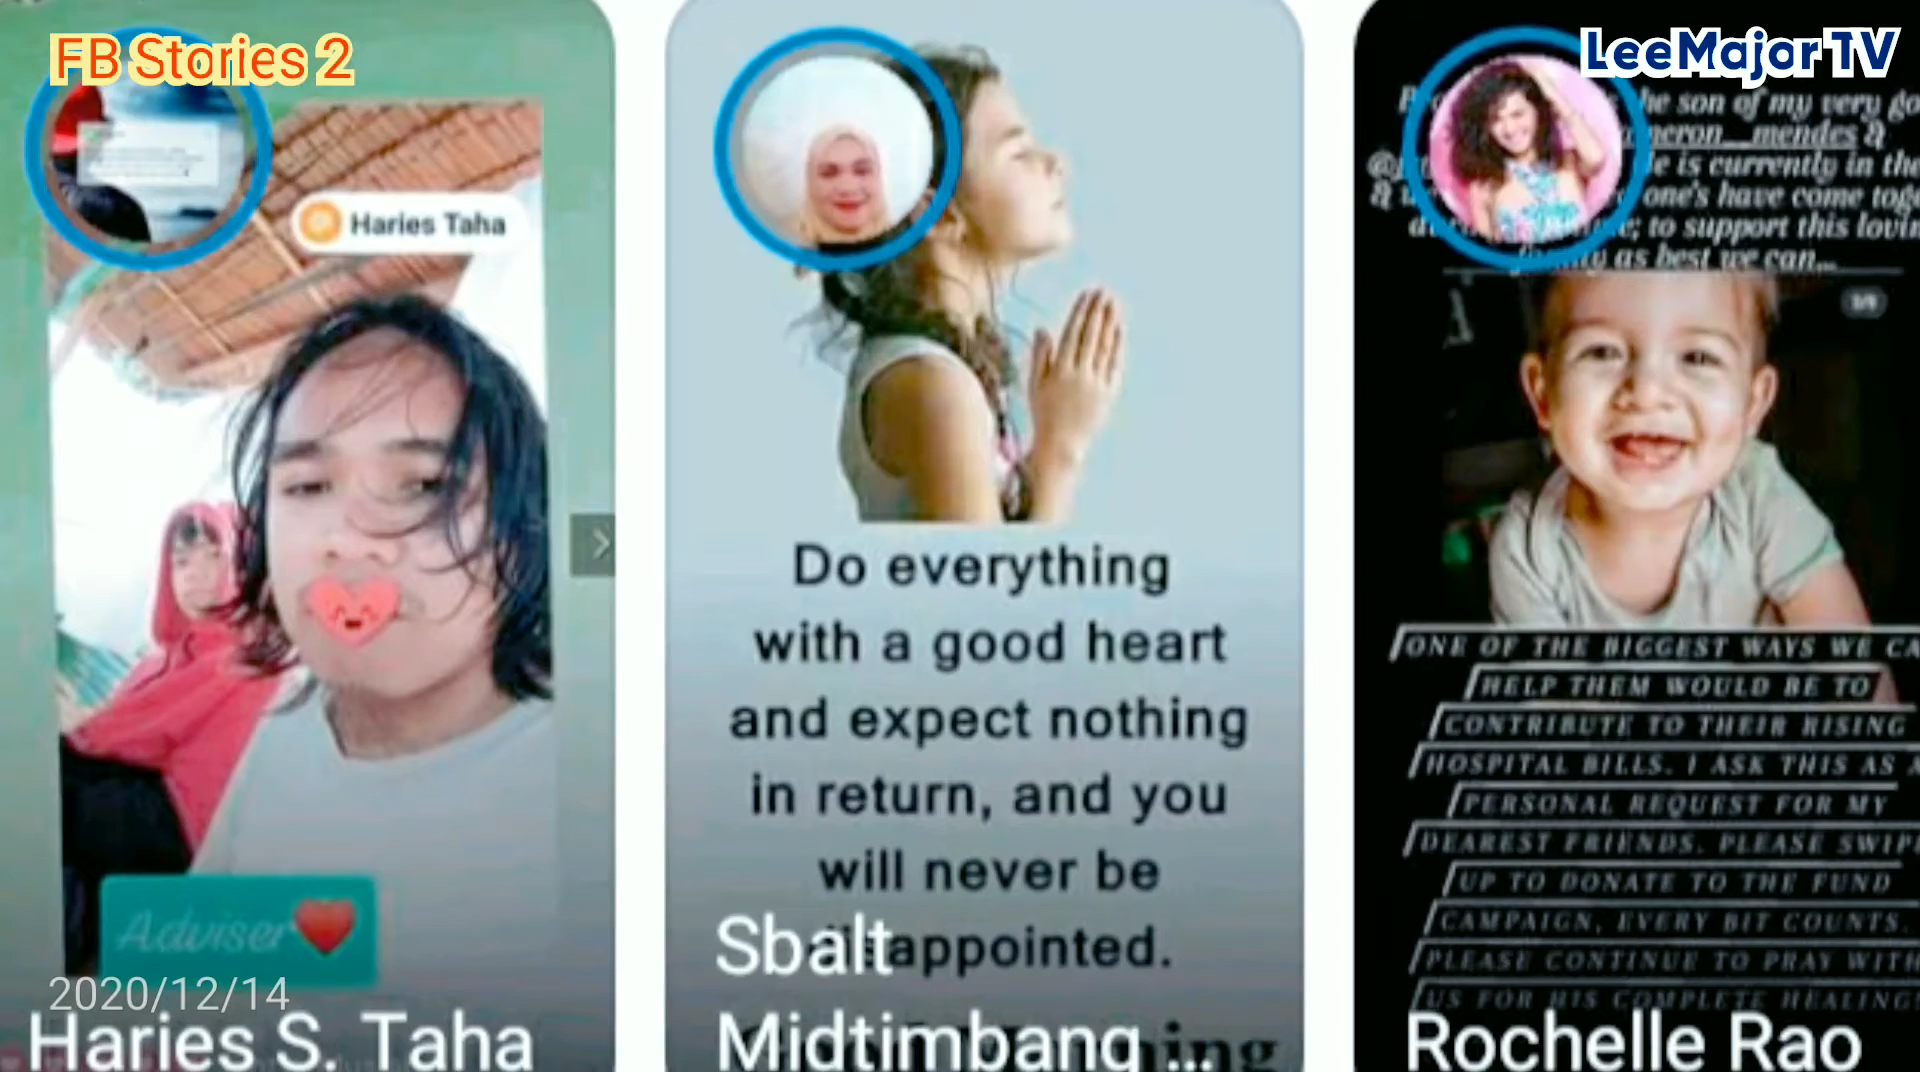 FB Stories 2
LeeMajor TV
Haries Taha
Adviser
2020/12/14
Haries S. Taha
Do everything
with a good heart
and expect nothing
in return, and you
will never be
disappointed.
Sbalt
Midtimbang ...
the son of my very
mendes &
is currently in the
one's have come
to support this
as best we can...
ONE OF THE BIGGEST WAYS WE
HELP THEM WOULD BE TO
CONTRIBUTE TO THEIR RISING
HOSPITAL BILLS. I ASK THIS AS A
PERSONAL REQUEST FOR MY
DEAREST FRIENDS. PLEASE
UP TO DONATE TO THE FUND
CAMPAIGN, EVERY BIT COUNTS.
PLEASE CONTINUE TO PRAY WITH
US FOR HIS COMPLETE HEALING
Rochelle Rao